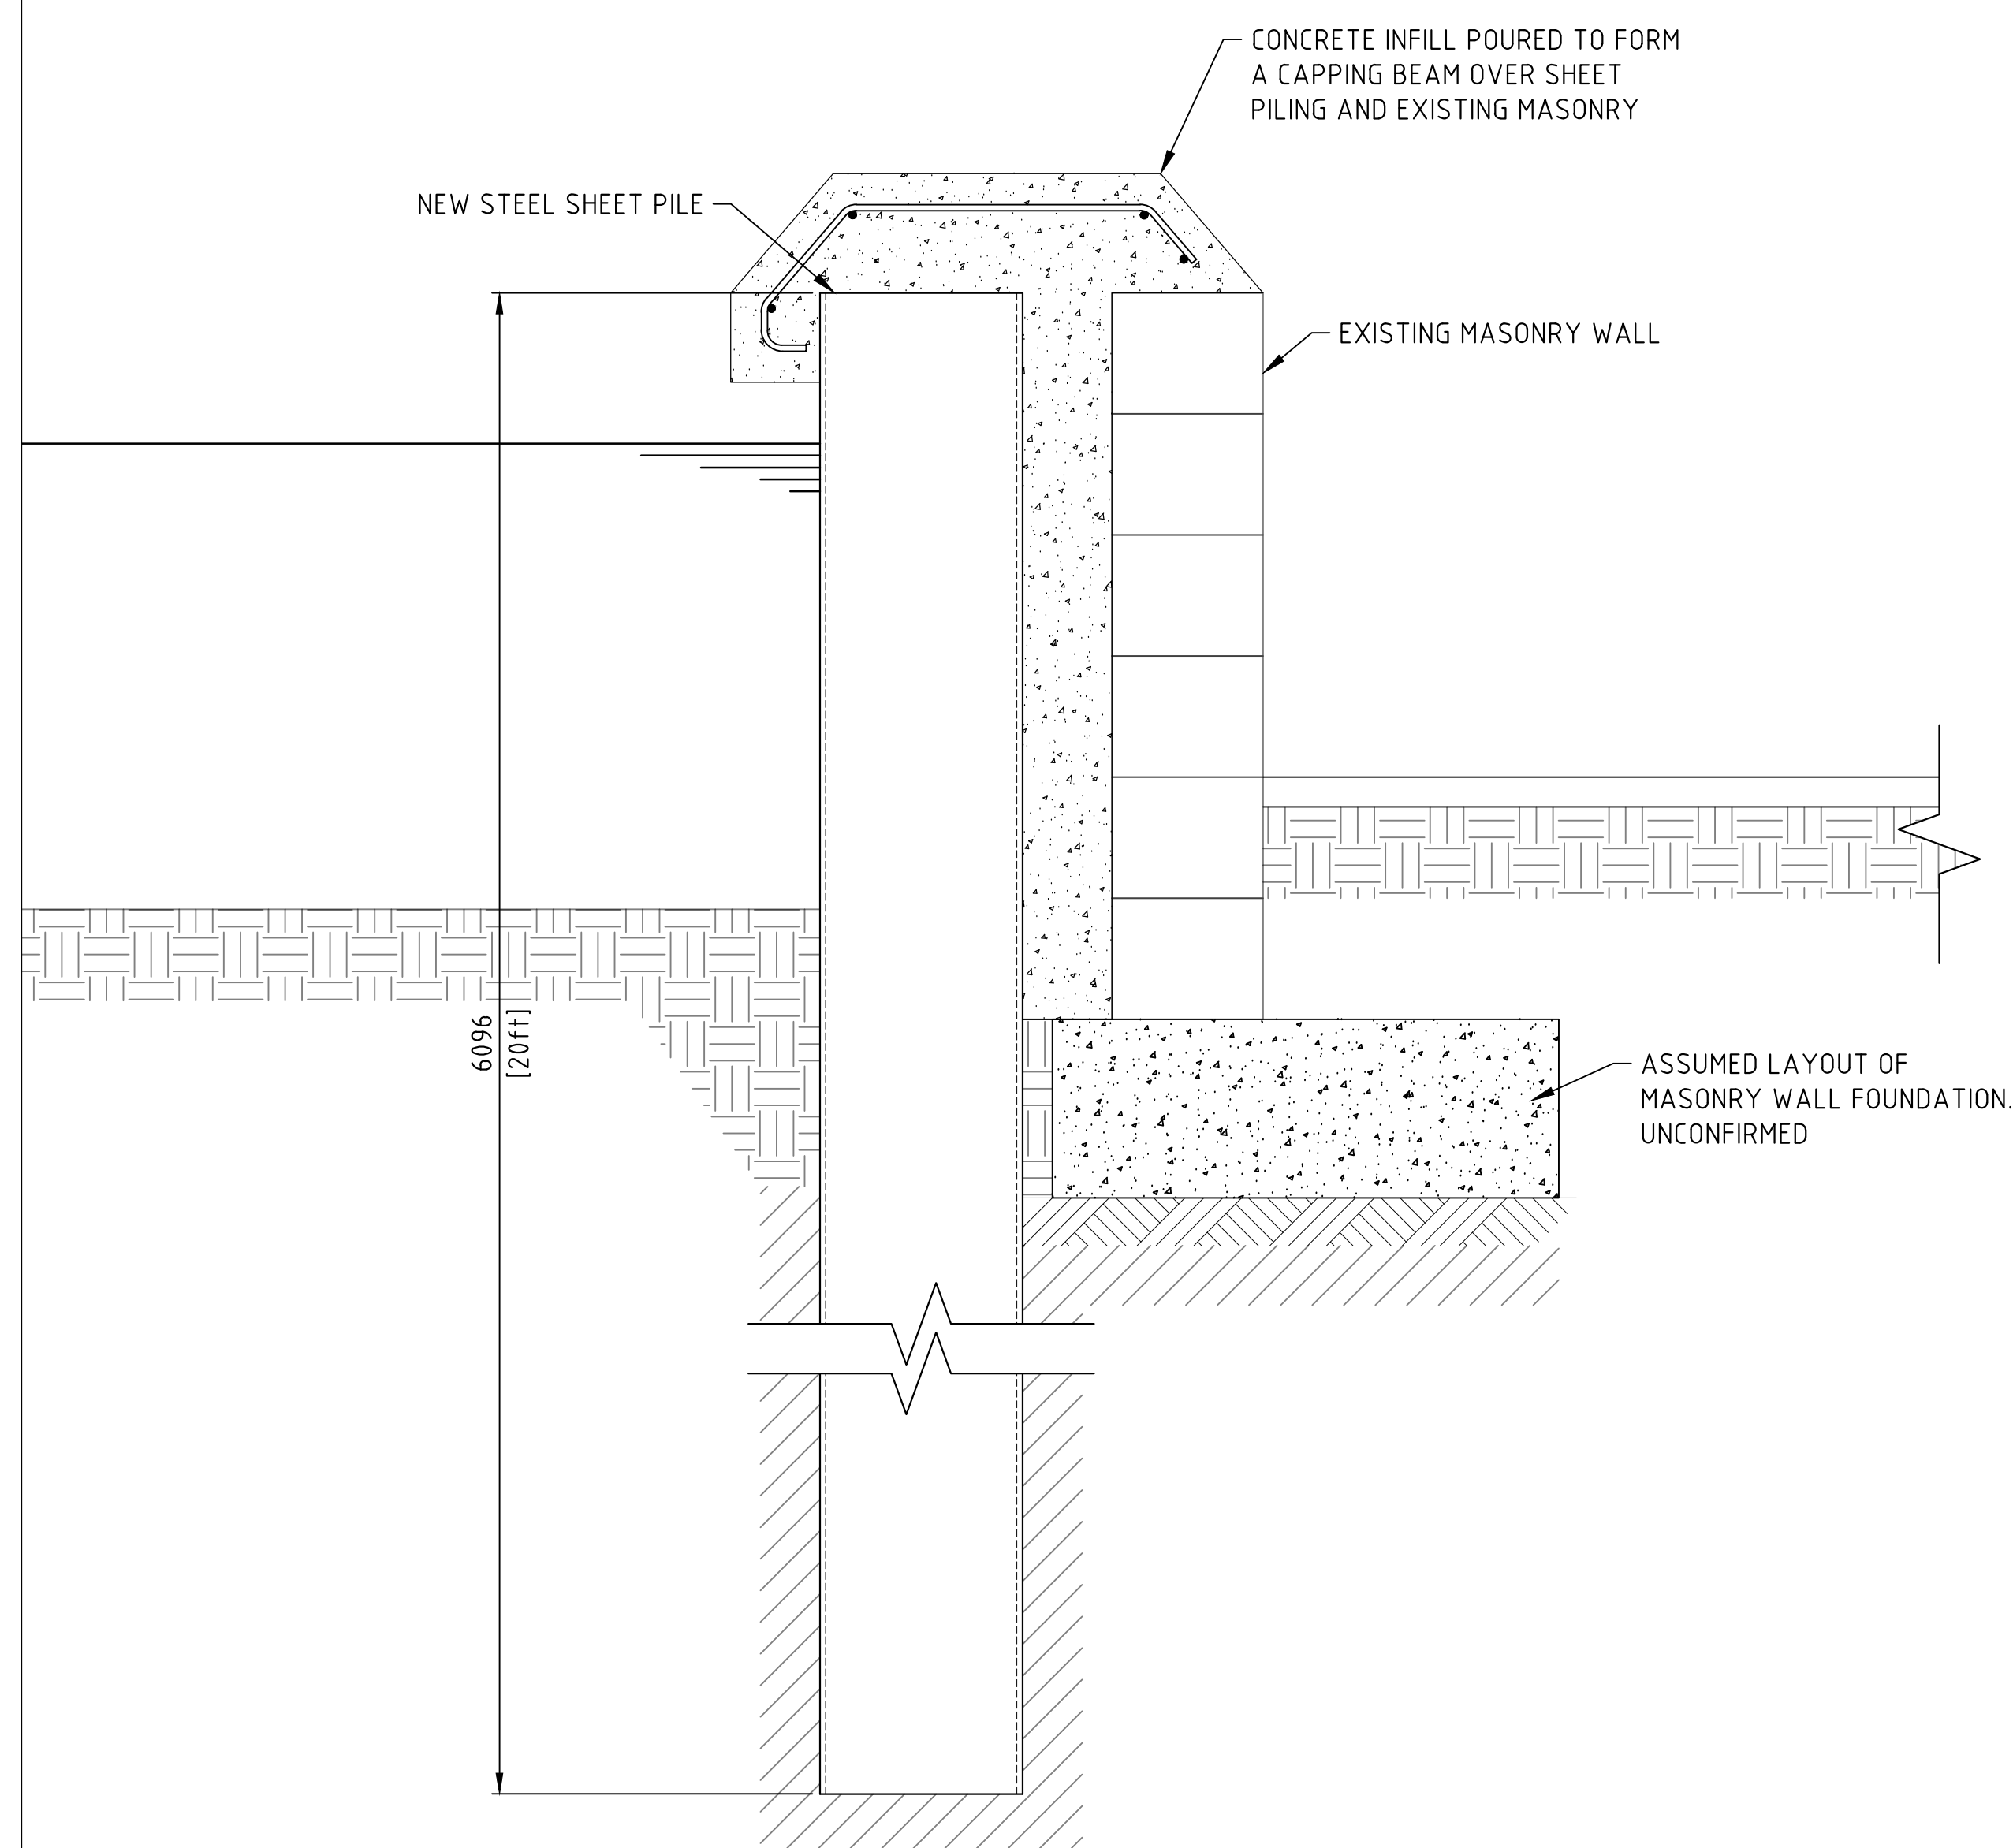 CONCRETE INFILL POURED TO FORM
A CAPPING BEAM OVER SHEET
PILING AND EXISTING MASONRY
NEW STEEL SHEET PILE
EXISTING MASONRY WALL
6096
[20ft]
ASSUMED LAYOUT OF
MASONRY WALL FOUNDATION.
UNCONFIRMED